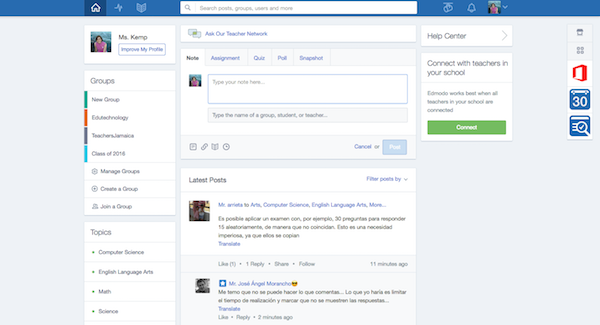 Search posts, groups, users and more
Ms. Kemp
Improve My Profile
Groups
New Group
Edutechnology
TeachersJamaica
Class of 2016
Manage Groups
Create a Group
Join a Group
Topics
Computer Science
English Language Arts
Math
Science
Ask Our Teacher Network
Note Assignment Quiz Poll Snapshot
Type your note here...
Type the name of a group, student, or teacher...
Cancel or Post
Latest Posts
Filter posts by
Mr. arrieta to Arts, Computer Science, English Language Arts, More...
Es posible aplicar un examen con, por ejemplo, 30 preguntas para responder
15 aleatoriamente, de manera que no coincidan. Esto es una necesidad
imperiosa, ya que ellos se copian
Translate
Like (1) • 1 Reply • Share • Follow
11 minutes ago
Mr. José Ángel Morancho
Me temo que no se puede hacer lo que comentas... Lo que yo haría es limitar
el tiempo de realización y marcar que no se muestren las respuestas...
Translate
Like • Reply • 2 minutes ago
Help Center
Connect with teachers in
your school
Edmodo works best when all
teachers in your school are
connected
Connect
30